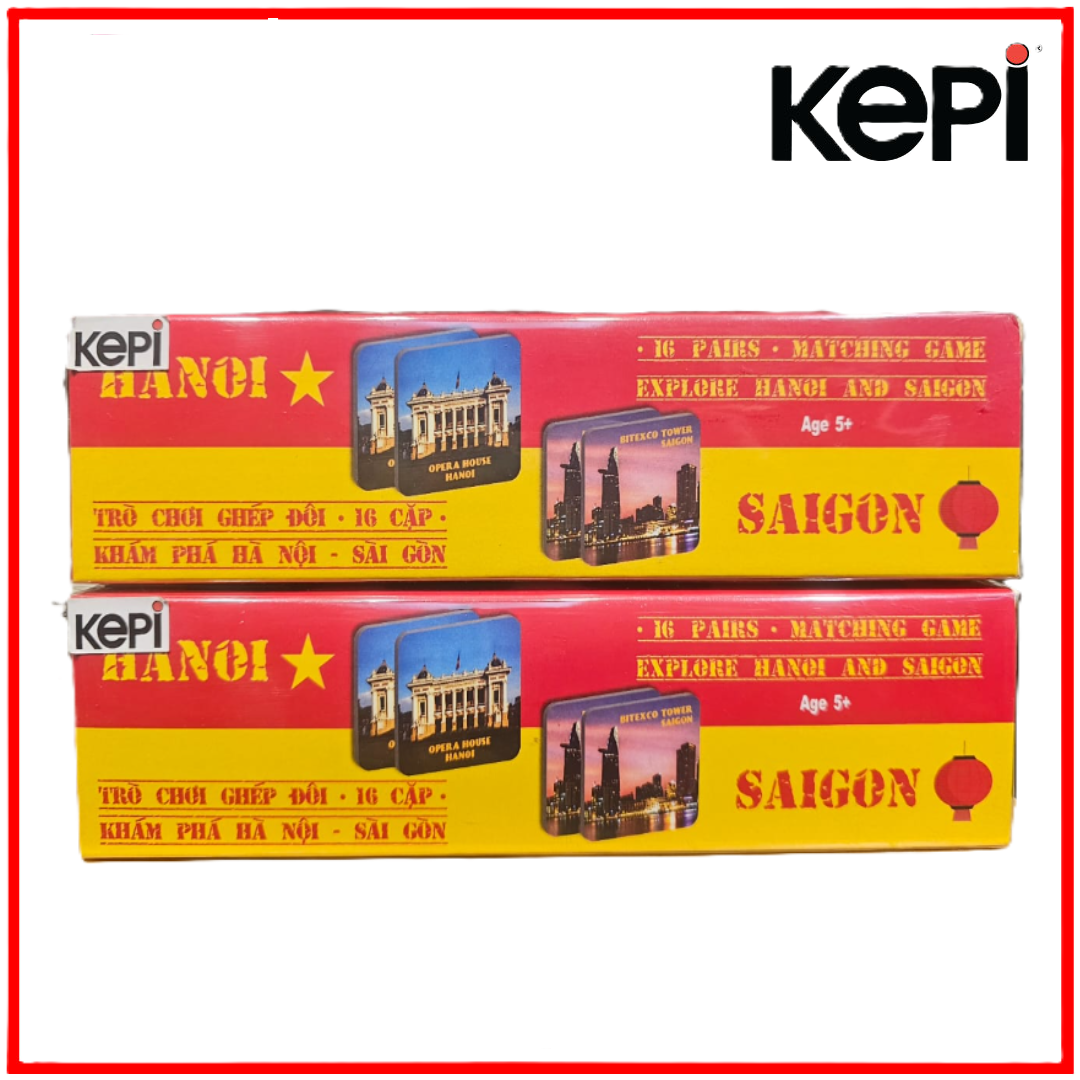 KePi
KePi
HANOI
· 16 PAIRS · MATCHING GAME
EXPLORE HANOI AND SAIGON
Age 5+
OPERA HOUSE
HANOI
BITEXCO TOWER
SAIGON
SAIGON
TRÒ CHƠI GHÉP ĐÔI · 16 CẶP ·
KHÁM PHÁ HÀ NỘI - SÀI GÒN
KePi
HANOI
· 16 PAIRS · MATCHING GAME
EXPLORE HANOI AND SAIGON
Age 5+
OPERA HOUSE
HANOI
BITEXCO TOWER
SAIGON
SAIGON
TRÒ CHƠI GHÉP ĐÔI · 16 CẶP ·
KHÁM PHÁ HÀ NỘI - SÀI GÒN